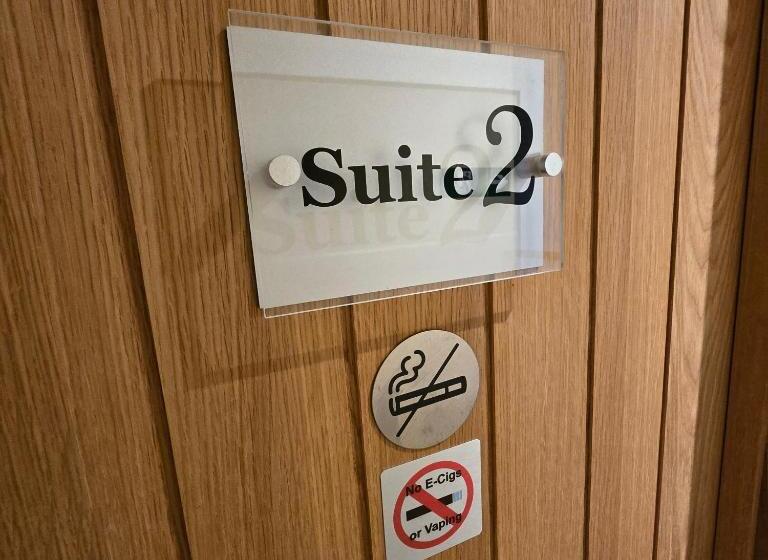 Suite 2
No E-Cigs
or Vaping